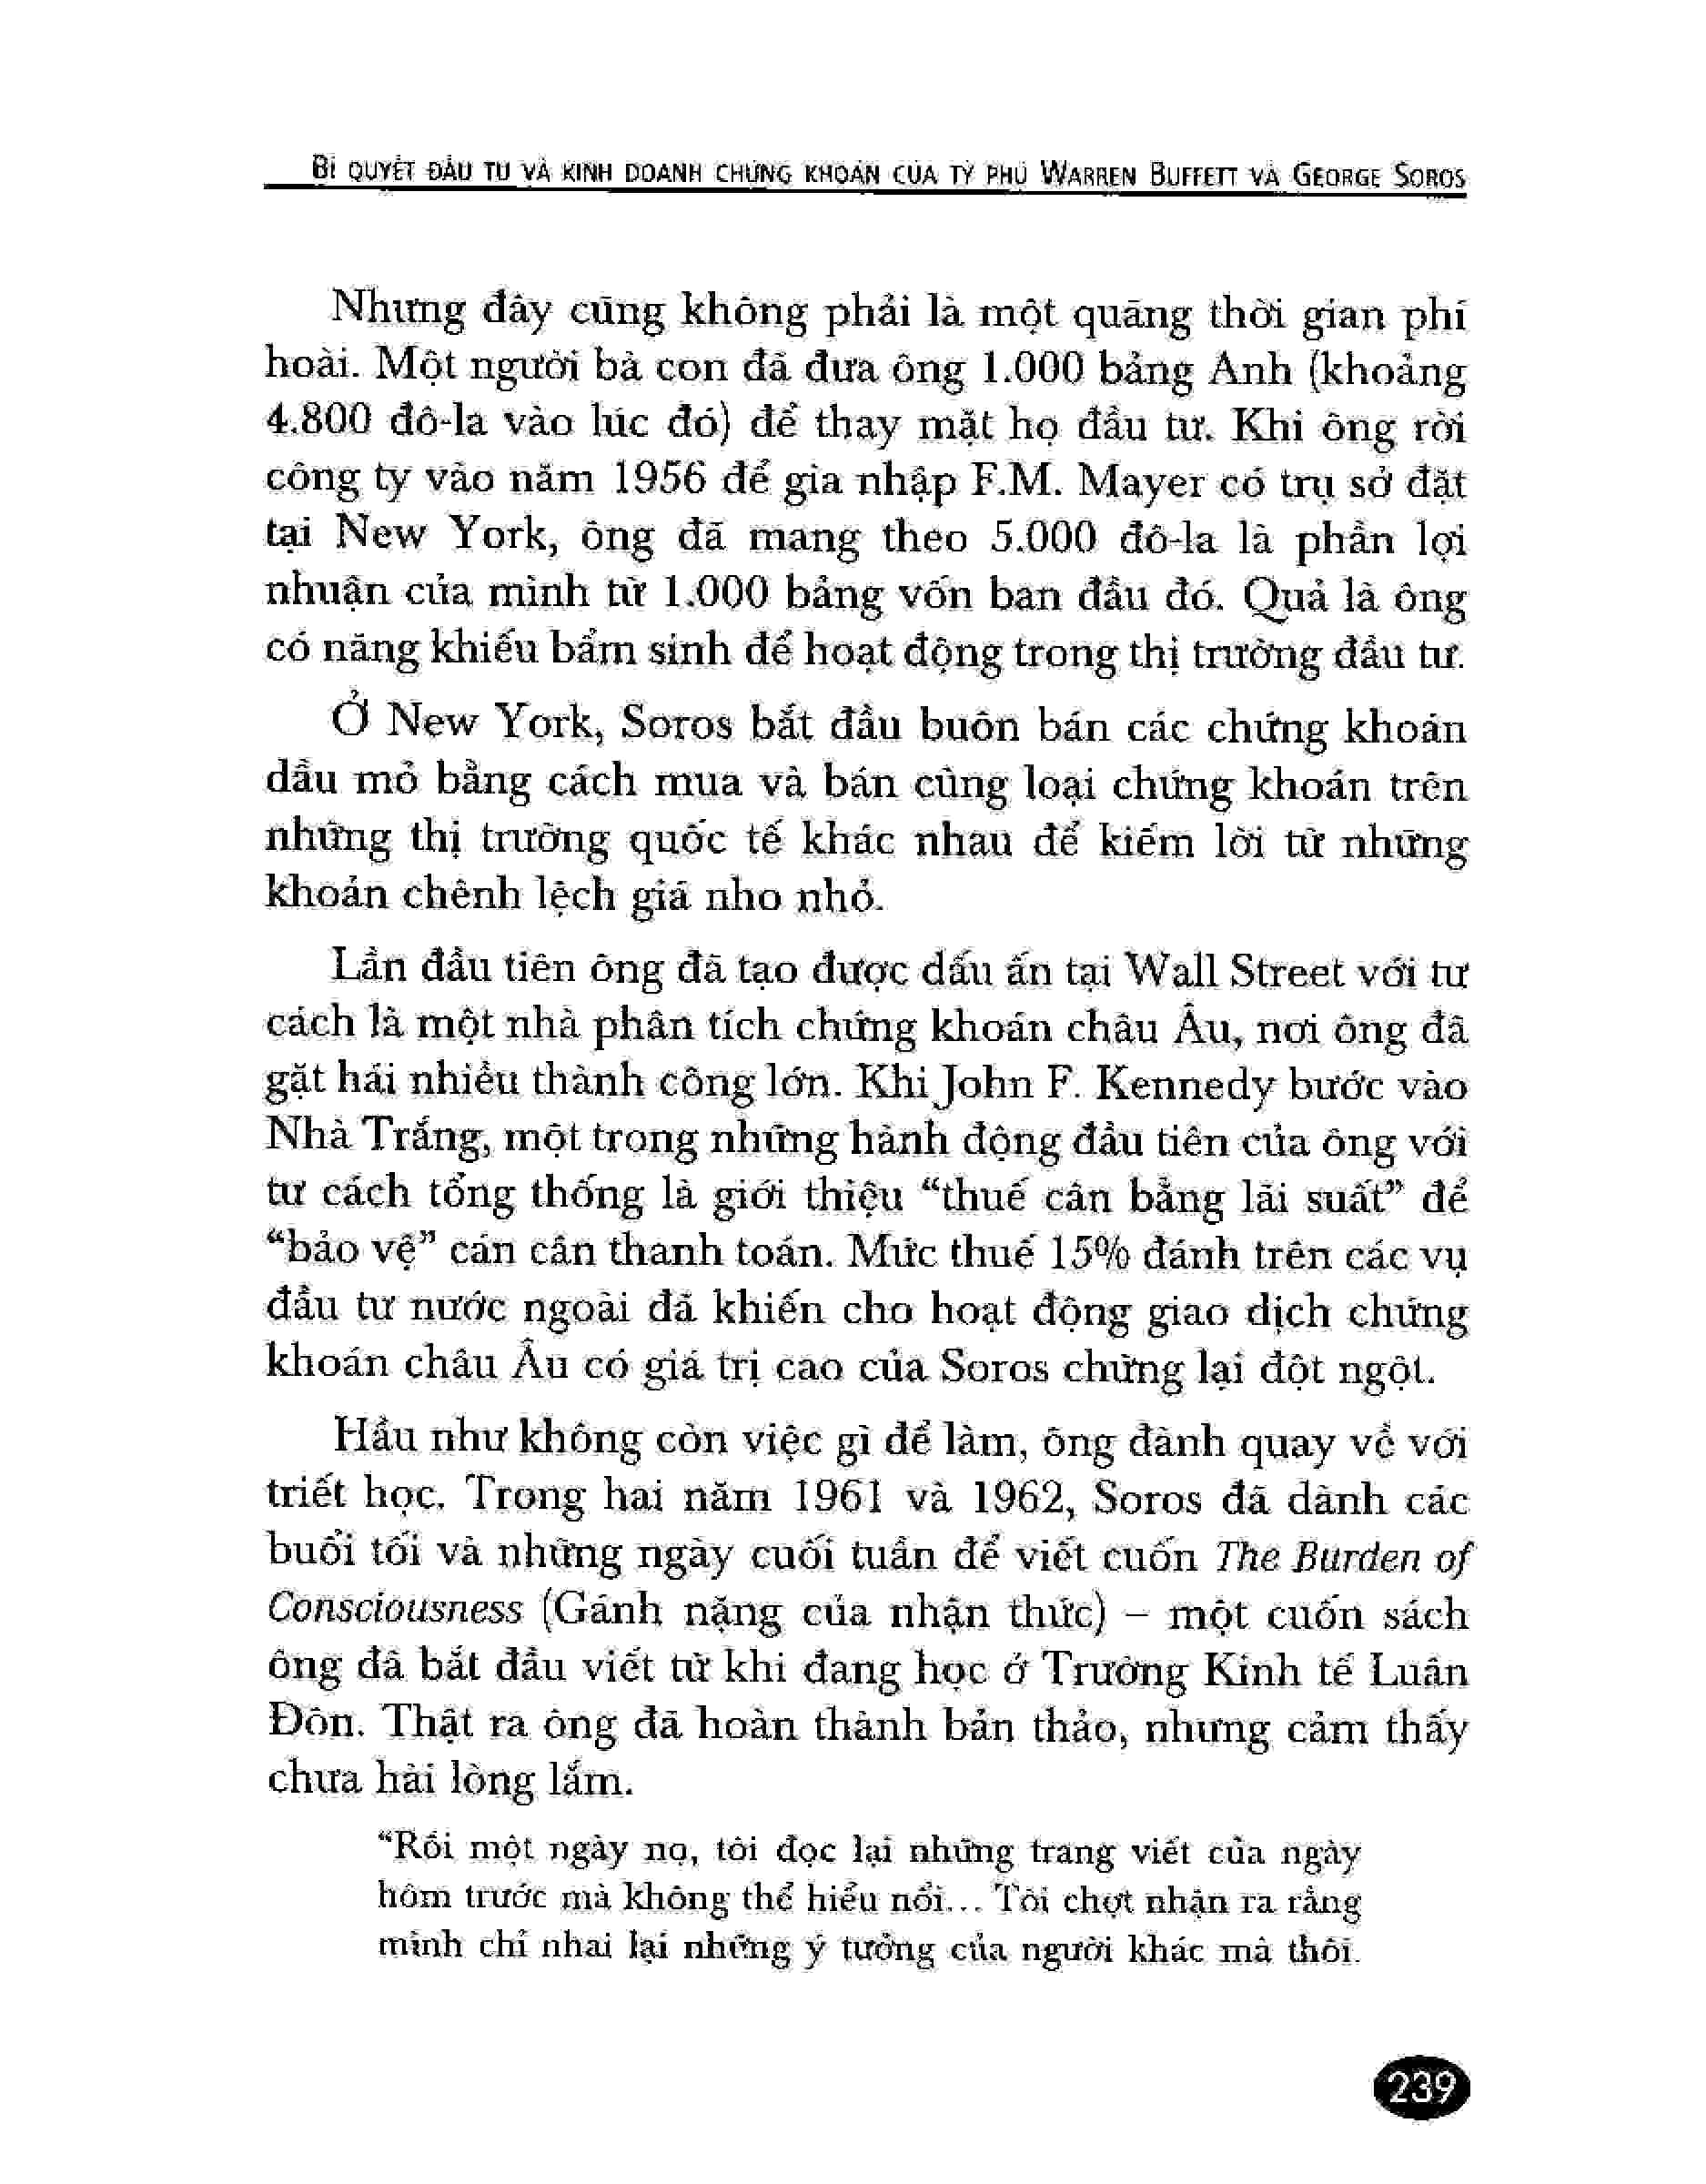 BÍ QUYẾT ĐẦU TƯ VÀ KINH DOANH CHỨNG KHOÁN CỦA TỶ PHÚ WARREN BUFFETT VÀ GEORGE SOROS
Nhưng đây cũng không phải là một quãng thời gian phí
hoài. Một người bà con đã đưa ông 1.000 bảng Anh (khoảng
4.800 đô-la vào lúc đó) để thay mặt họ đầu tư. Khi ông rời
công ty vào năm 1956 để gia nhập F.M. Mayer có trụ sở đặt
tại New York, ông đã mang theo 5.000 đô-la là phần lợi
nhuận của mình từ 1.000 bảng vốn ban đầu đó. Quả là ông
có năng khiếu bẩm sinh để hoạt động trong thị trường đầu tư.
Ở New York, Soros bắt đầu buôn bán các chứng khoán
dầu mỏ bằng cách mua và bán cùng loại chứng khoán trên
những thị trường quốc tế khác nhau để kiếm lời từ những
khoản chênh lệch giá nho nhỏ.
Lần đầu tiên ông đã tạo được dấu ấn tại Wall Street với tư
cách là một nhà phân tích chứng khoán châu Âu, nơi ông đã
gặt hái nhiều thành công lớn. Khi John F. Kennedy bước vào
Nhà Trắng, một trong những hành động đầu tiên của ông với
tư cách tổng thống là giới thiệu “thuế cân bằng lãi suất” để
“bảo vệ” cán cân thanh toán. Mức thuế 15% đánh trên các vụ
đầu tư nước ngoài đã khiến cho hoạt động giao dịch chứng
khoán châu Âu có giá trị cao của Soros chừng lại đột ngột.
Hầu như không còn việc gì để làm, ông đành quay về với
triết học. Trong hai năm 1961 và 1962, Soros đã dành các
buổi tối và những ngày cuối tuần để viết cuốn The Burden of
Consciousness (Gánh nặng của nhận thức) – một cuốn sách
ông đã bắt đầu viết từ khi đang học ở Trường Kinh tế Luân
Đôn. Thật ra ông đã hoàn thành bản thảo, nhưng cảm thấy
chưa hài lòng lắm.
“Rồi một ngày nọ, tôi đọc lại những trang viết của ngày
hôm trước mà không thể hiểu nổi... Tôi chợt nhận ra rằng
mình chỉ nhai lại những ý tưởng của người khác mà thôi.
239